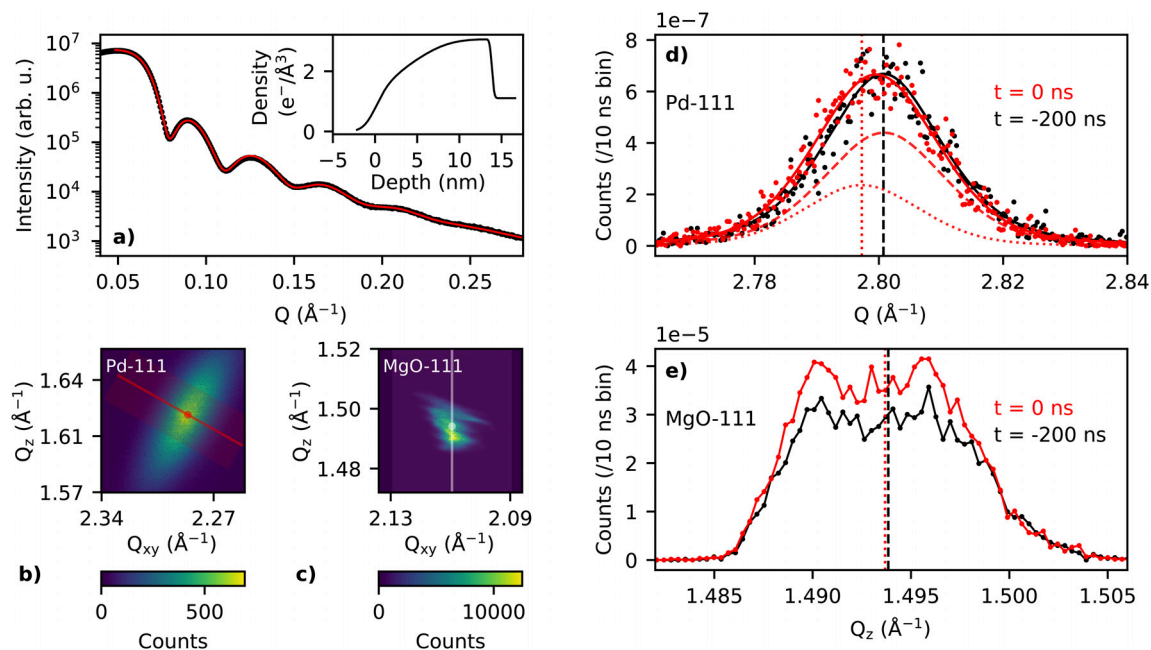 10⁷
10⁶
10⁵
10⁴
10³
Intensity (arb. u.)
a)
0.05 0.10 0.15 0.20 0.25
Q (Å⁻¹)
Density
(e⁻/Å³)
2
0
−5 0 5 10 15
Depth (nm)
Pd-111
1.64
1.61
1.57
Q_z (Å⁻¹)
2.34 2.27
Q_xy (Å⁻¹)
b)
0 500
Counts
MgO-111
1.52
1.50
1.48
Q_z (Å⁻¹)
2.13 2.09
Q_xy (Å⁻¹)
c)
0 10000
Counts
1e−7
d)
Pd-111
t = 0 ns
t = -200 ns
8
6
4
2
0
Counts (/10 ns bin)
2.78 2.80 2.82 2.84
Q (Å⁻¹)
1e−5
e)
MgO-111
t = 0 ns
t = -200 ns
4
3
2
1
0
Counts (/10 ns bin)
1.485 1.490 1.495 1.500 1.505
Q_z (Å⁻¹)